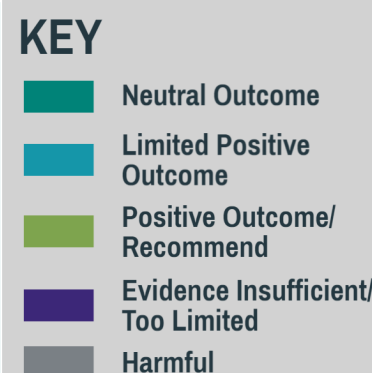 KEY
Neutral Outcome
Limited Positive
Outcome
Positive Outcome/
Recommend
Evidence Insufficient/
Too Limited
Harmful